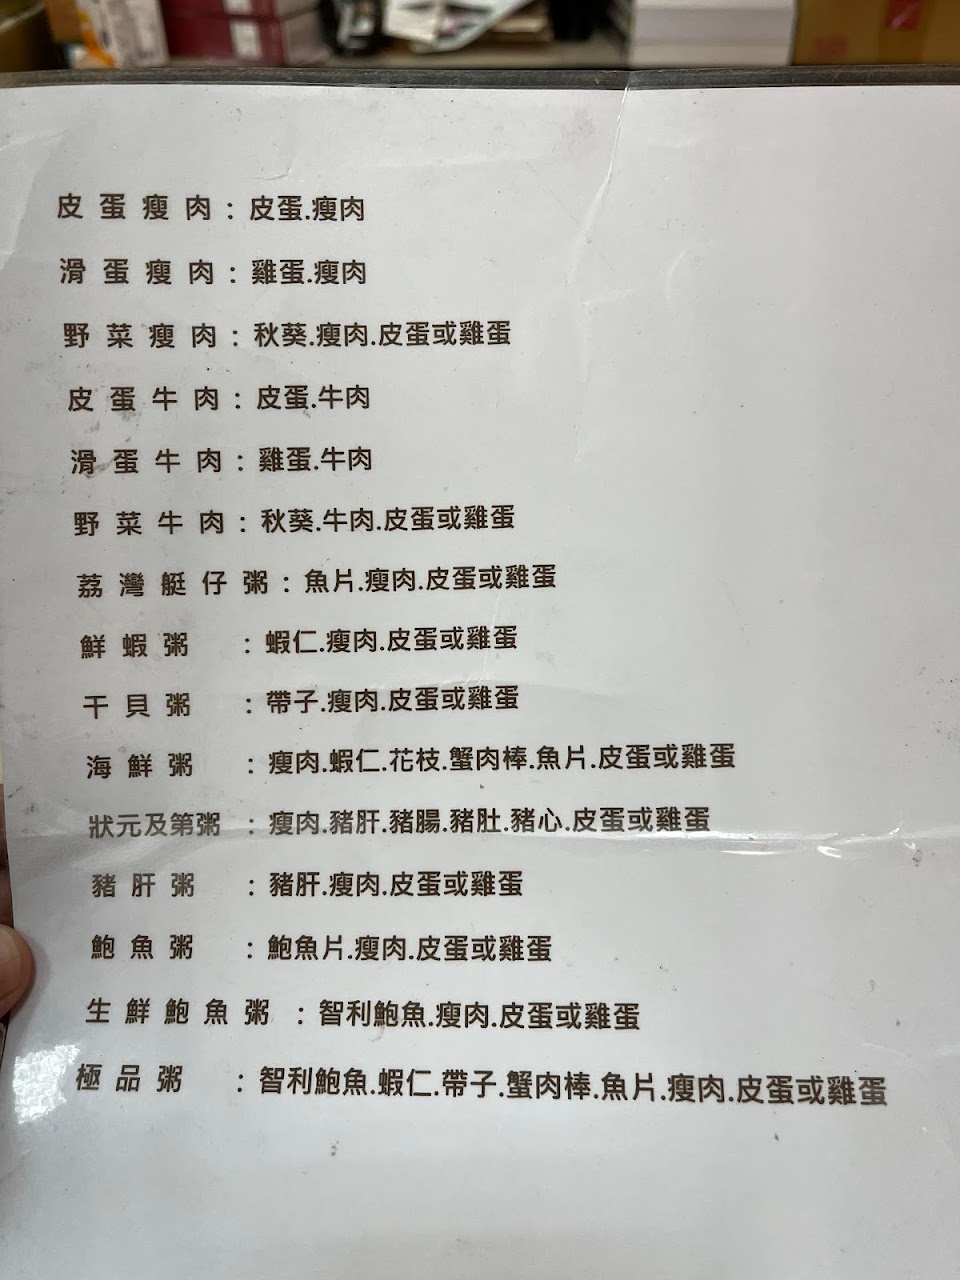 皮蛋瘦肉：皮蛋.瘦肉
滑蛋瘦肉：雞蛋.瘦肉
野菜瘦肉：秋葵.瘦肉.皮蛋或雞蛋
皮蛋牛肉：皮蛋.牛肉
滑蛋牛肉：雞蛋.牛肉
野菜牛肉：秋葵.牛肉.皮蛋或雞蛋
荔灣艇仔粥：魚片.瘦肉.皮蛋或雞蛋
鮮蝦粥：蝦仁.瘦肉.皮蛋或雞蛋
干貝粥：帶子.瘦肉.皮蛋或雞蛋
海鮮粥：瘦肉.蝦仁.花枝.蟹肉棒.魚片.皮蛋或雞蛋
狀元及第粥：瘦肉.豬肝.豬腸.豬肚.豬心.皮蛋或雞蛋
豬肝粥：豬肝.瘦肉.皮蛋或雞蛋
鮑魚粥：鮑魚片.瘦肉.皮蛋或雞蛋
生鮮鮑魚粥：智利鮑魚.瘦肉.皮蛋或雞蛋
極品粥：智利鮑魚.蝦仁.帶子.蟹肉棒.魚片.瘦肉.皮蛋或雞蛋